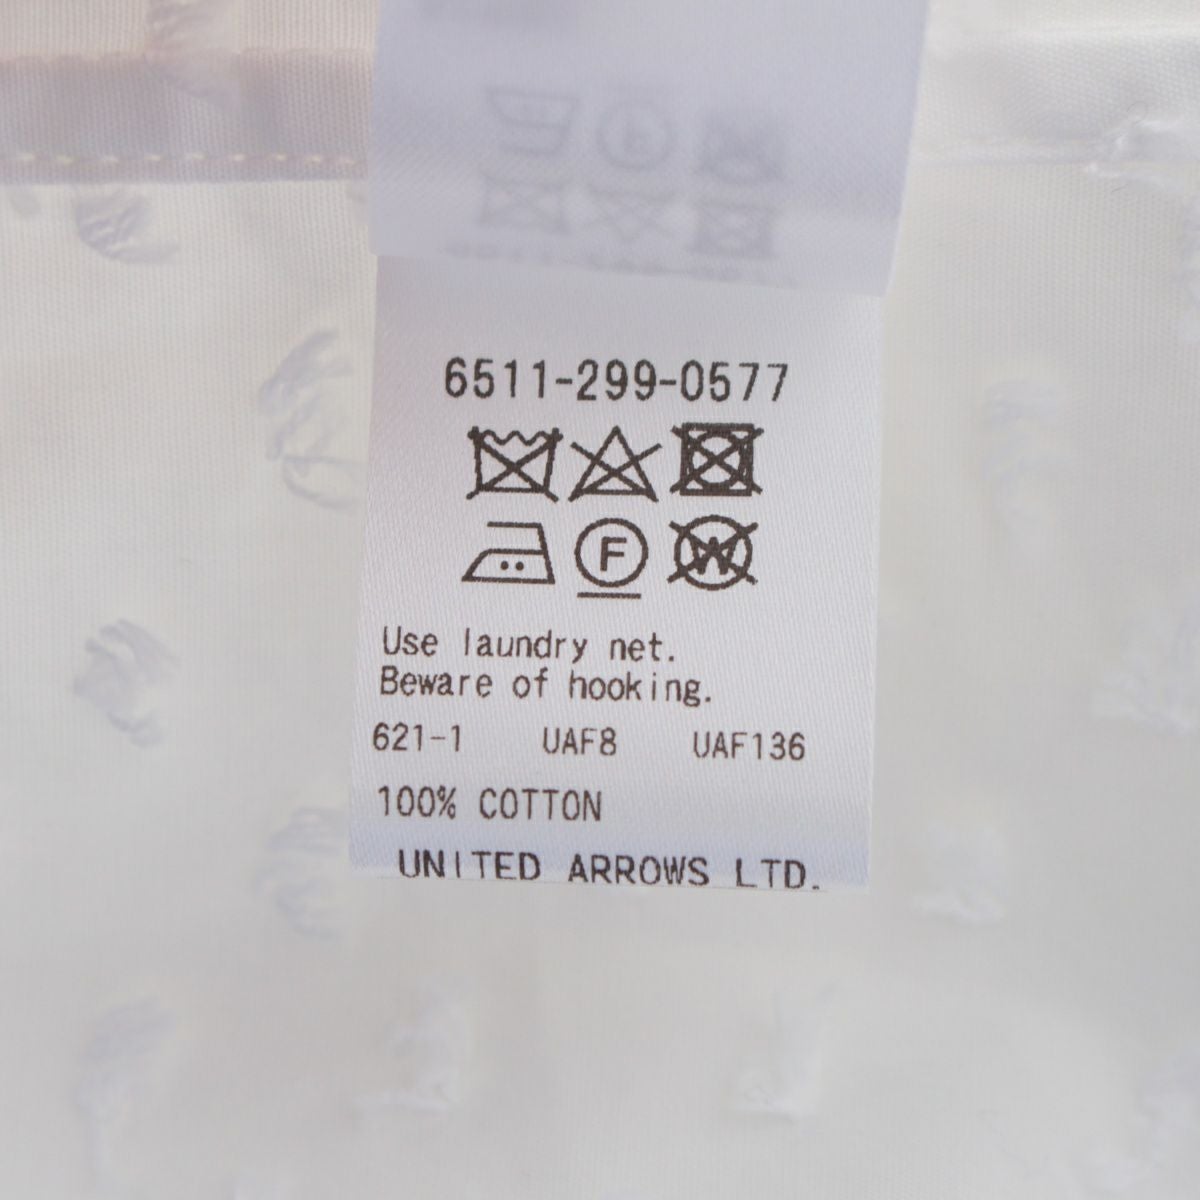 6511-299-0577
F W
Use laundry net.
Beware of hooking.
621-1 UAF8 UAF136
100% COTTON
UNITED ARROWS LTD.